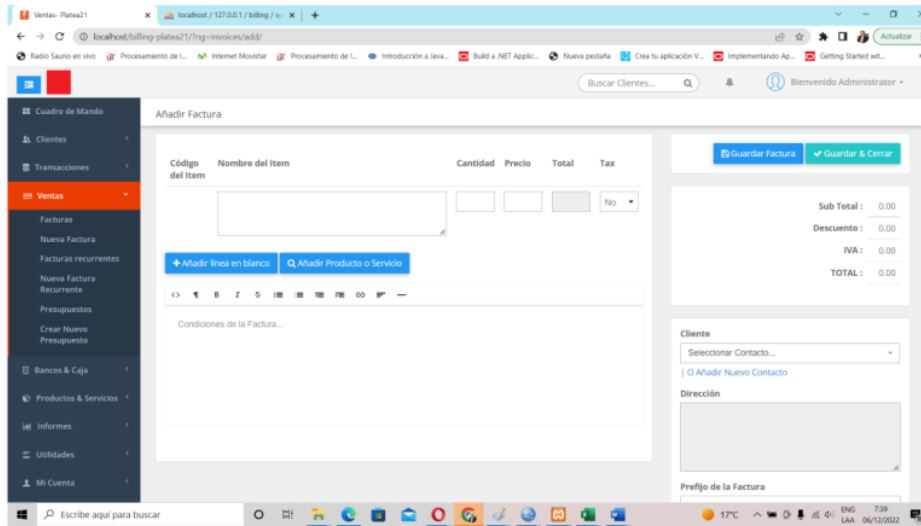 Ventas- Platea21
localhost / 127.0.0.1 / billing / sy
localhost/billing-platea21/?ng=invoices/add/
Actualizar
Radio Saurio en vivo
Procesamiento de l...
Internet Movistar
Procesamiento de l...
Introducción a Java...
Build a .NET Applic...
Nueva pestaña
Crea tu aplicación V...
Implementando Ap...
Getting Started wit...
Buscar Clientes...
Bienvenido Administrator
Cuadro de Mando
Clientes
Transacciones
Ventas
Facturas
Nueva Factura
Facturas recurrentes
Nueva Factura
Recurrente
Presupuestos
Crear Nuevo
Presupuesto
Bancos & Caja
Productos & Servicios
Informes
Utilidades
Mi Cuenta
Añadir Factura
Código
del Item
Nombre del Item
Cantidad
Precio
Total
Tax
No
Añadir línea en blanco
Añadir Producto o Servicio
B I S
Condiciones de la Factura...
Guardar Factura
Guardar & Cerrar
Sub Total : 0.00
Descuento : 0.00
IVA : 0.00
TOTAL : 0.00
Cliente
Seleccionar Contacto...
| O Añadir Nuevo Contacto
Dirección
Prefijo de la Factura
Escribe aquí para buscar
17°C
ENG
LAA
7:39
06/12/2022